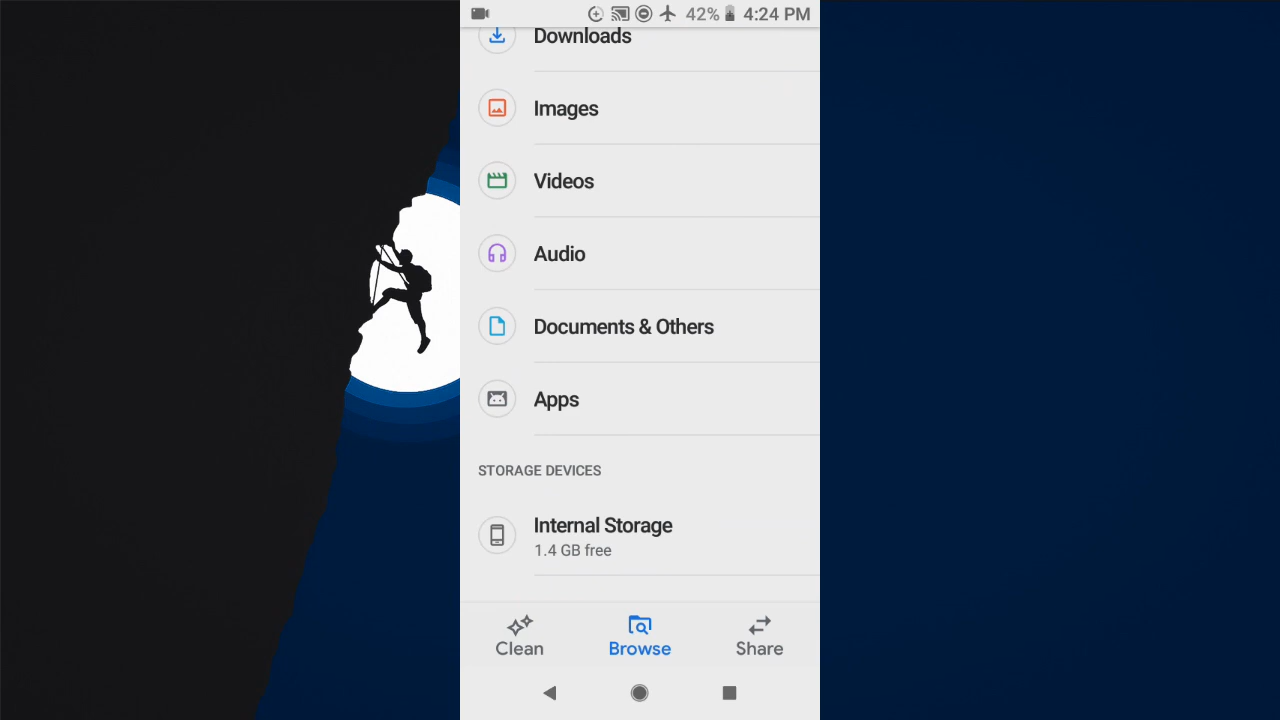 42% 4:24 PM
Downloads
Images
Videos
Audio
Documents & Others
Apps
STORAGE DEVICES
Internal Storage
1.4 GB free
Clean Browse Share